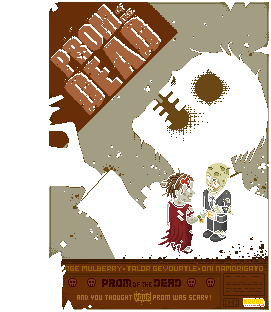 PROM
OF THE
DEAD
GE MULBERRY • TALOR DEVOURTLE • ONI NAMORIGATO
PROM OF THE DEAD
AND YOU THOUGHT YOUR PROM WAS SCARY!